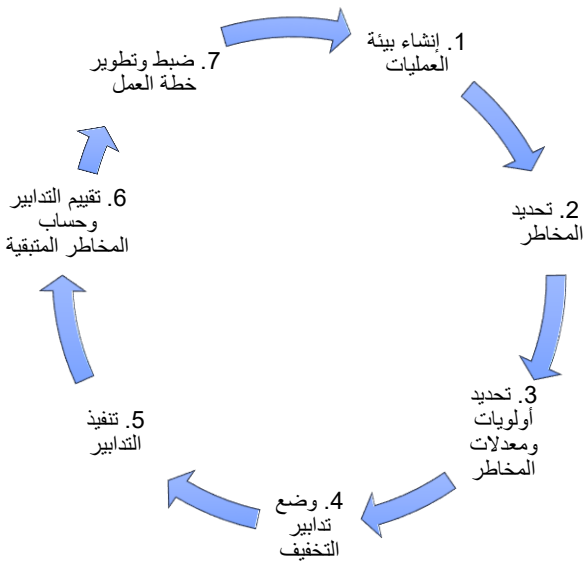 1. إنشاء بيئة
العمليات
2. تحديد
المخاطر
3. تحديد
أولويات
ومعدلات
المخاطر
4. وضع
تدابير
التخفيف
5. تنفيذ
التدابير
6. تقييم التدابير
وحساب
المخاطر المتبقية
7. ضبط وتطوير
خطة العمل